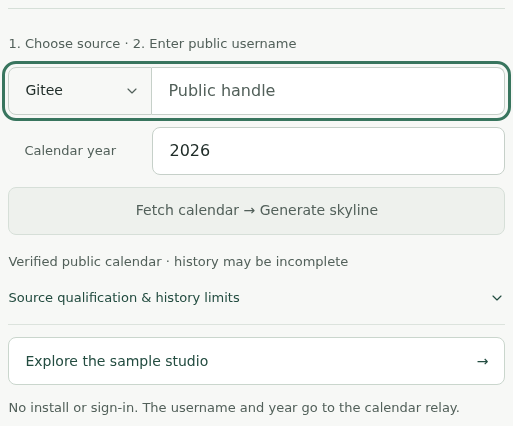 1. Choose source · 2. Enter public username
Gitee
Public handle
Calendar year
2026
Fetch calendar → Generate skyline
Verified public calendar · history may be incomplete
Source qualification & history limits
Explore the sample studio →
No install or sign-in. The username and year go to the calendar relay.